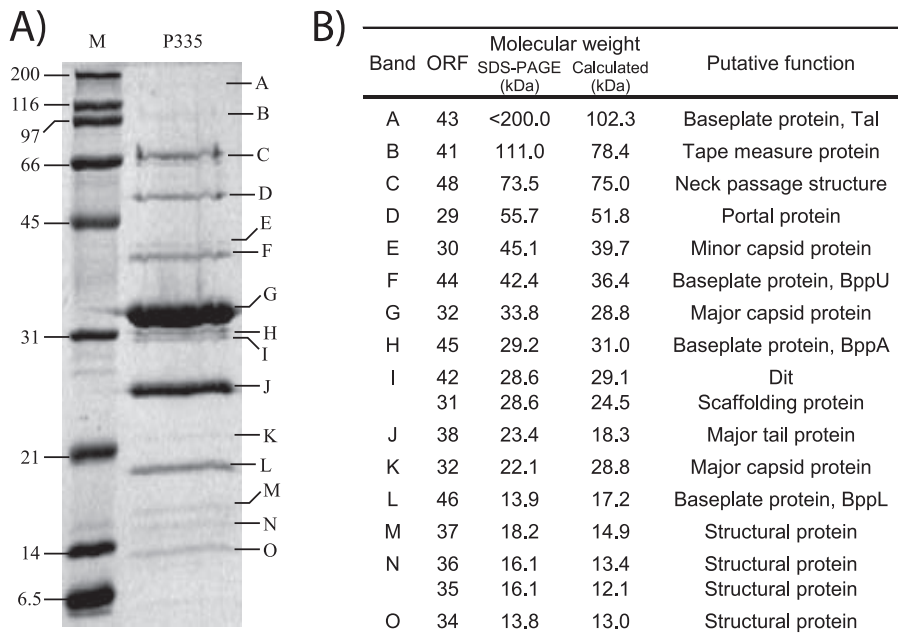 A)
M P335
200
116
97
66
45
31
21
14
6.5
A
B
C
D
E
F
G
H
I
J
K
L
M
N
O
B)
Molecular weight
Band ORF SDS-PAGE (kDa) Calculated (kDa) Putative function
A 43 <200.0 102.3 Baseplate protein, Tal
B 41 111.0 78.4 Tape measure protein
C 48 73.5 75.0 Neck passage structure
D 29 55.7 51.8 Portal protein
E 30 45.1 39.7 Minor capsid protein
F 44 42.4 36.4 Baseplate protein, BppU
G 32 33.8 28.8 Major capsid protein
H 45 29.2 31.0 Baseplate protein, BppA
I 42 28.6 29.1 Dit
31 28.6 24.5 Scaffolding protein
J 38 23.4 18.3 Major tail protein
K 32 22.1 28.8 Major capsid protein
L 46 13.9 17.2 Baseplate protein, BppL
M 37 18.2 14.9 Structural protein
N 36 16.1 13.4 Structural protein
35 16.1 12.1 Structural protein
O 34 13.8 13.0 Structural protein